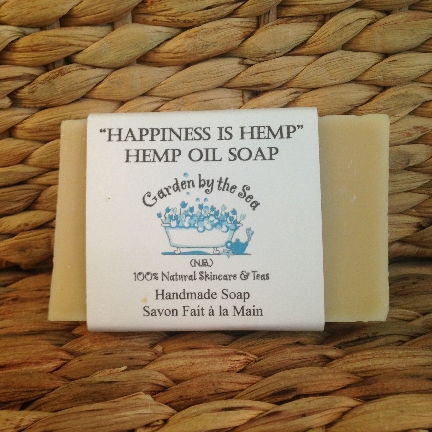 "HAPPINESS IS HEMP"
HEMP OIL SOAP
Garden by the Sea
(N.B.)
100% Natural Skincare & Teas
Handmade Soap
Savon Fait à la Main